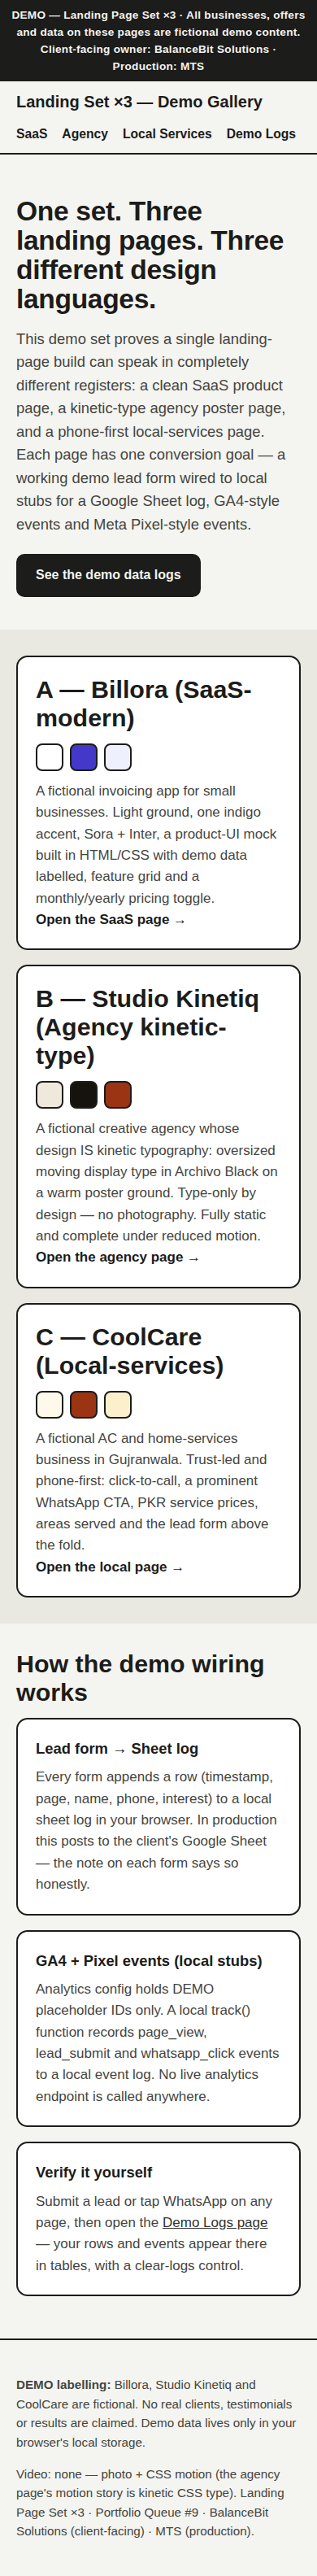 DEMO — Landing Page Set ×3 · All businesses, offers
and data on these pages are fictional demo content.
Client-facing owner: BalanceBit Solutions ·
Production: MTS
Landing Set ×3 — Demo Gallery
SaaS Agency Local Services Demo Logs
One set. Three
landing pages. Three
different design
languages.
This demo set proves a single landing-
page build can speak in completely
different registers: a clean SaaS product
page, a kinetic-type agency poster page,
and a phone-first local-services page.
Each page has one conversion goal — a
working demo lead form wired to local
stubs for a Google Sheet log, GA4-style
events and Meta Pixel-style events.
See the demo data logs
A — Billora (SaaS-
modern)
A fictional invoicing app for small
businesses. Light ground, one indigo
accent, Sora + Inter, a product-UI mock
built in HTML/CSS with demo data
labelled, feature grid and a
monthly/yearly pricing toggle.
Open the SaaS page →
B — Studio Kinetiq
(Agency kinetic-
type)
A fictional creative agency whose
design IS kinetic typography: oversized
moving display type in Archivo Black on
a warm poster ground. Type-only by
design — no photography. Fully static
and complete under reduced motion.
Open the agency page →
C — CoolCare
(Local-services)
A fictional AC and home-services
business in Gujranwala. Trust-led and
phone-first: click-to-call, a prominent
WhatsApp CTA, PKR service prices,
areas served and the lead form above
the fold.
Open the local page →
How the demo wiring
works
Lead form → Sheet log
Every form appends a row (timestamp,
page, name, phone, interest) to a local
sheet log in your browser. In production
this posts to the client's Google Sheet
— the note on each form says so
honestly.
GA4 + Pixel events (local stubs)
Analytics config holds DEMO
placeholder IDs only. A local track()
function records page_view,
lead_submit and whatsapp_click events
to a local event log. No live analytics
endpoint is called anywhere.
Verify it yourself
Submit a lead or tap WhatsApp on any
page, then open the Demo Logs page
— your rows and events appear there
in tables, with a clear-logs control.
DEMO labelling: Billora, Studio Kinetiq and
CoolCare are fictional. No real clients, testimonials
or results are claimed. Demo data lives only in your
browser's local storage.
Video: none — photo + CSS motion (the agency
page's motion story is kinetic CSS type). Landing
Page Set ×3 · Portfolio Queue #9 · BalanceBit
Solutions (client-facing) · MTS (production).